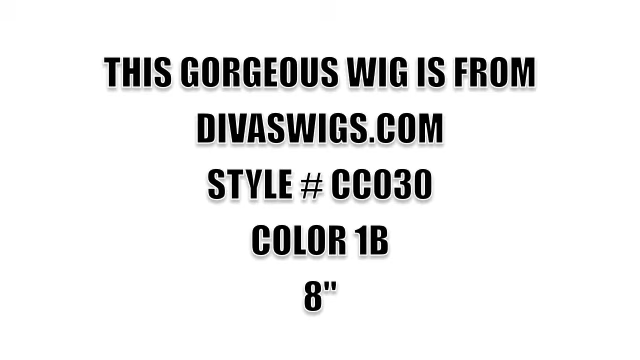 THIS GORGEOUS WIG IS FROM
DIVASWIGS.COM
STYLE # CC030
COLOR 1B
8"